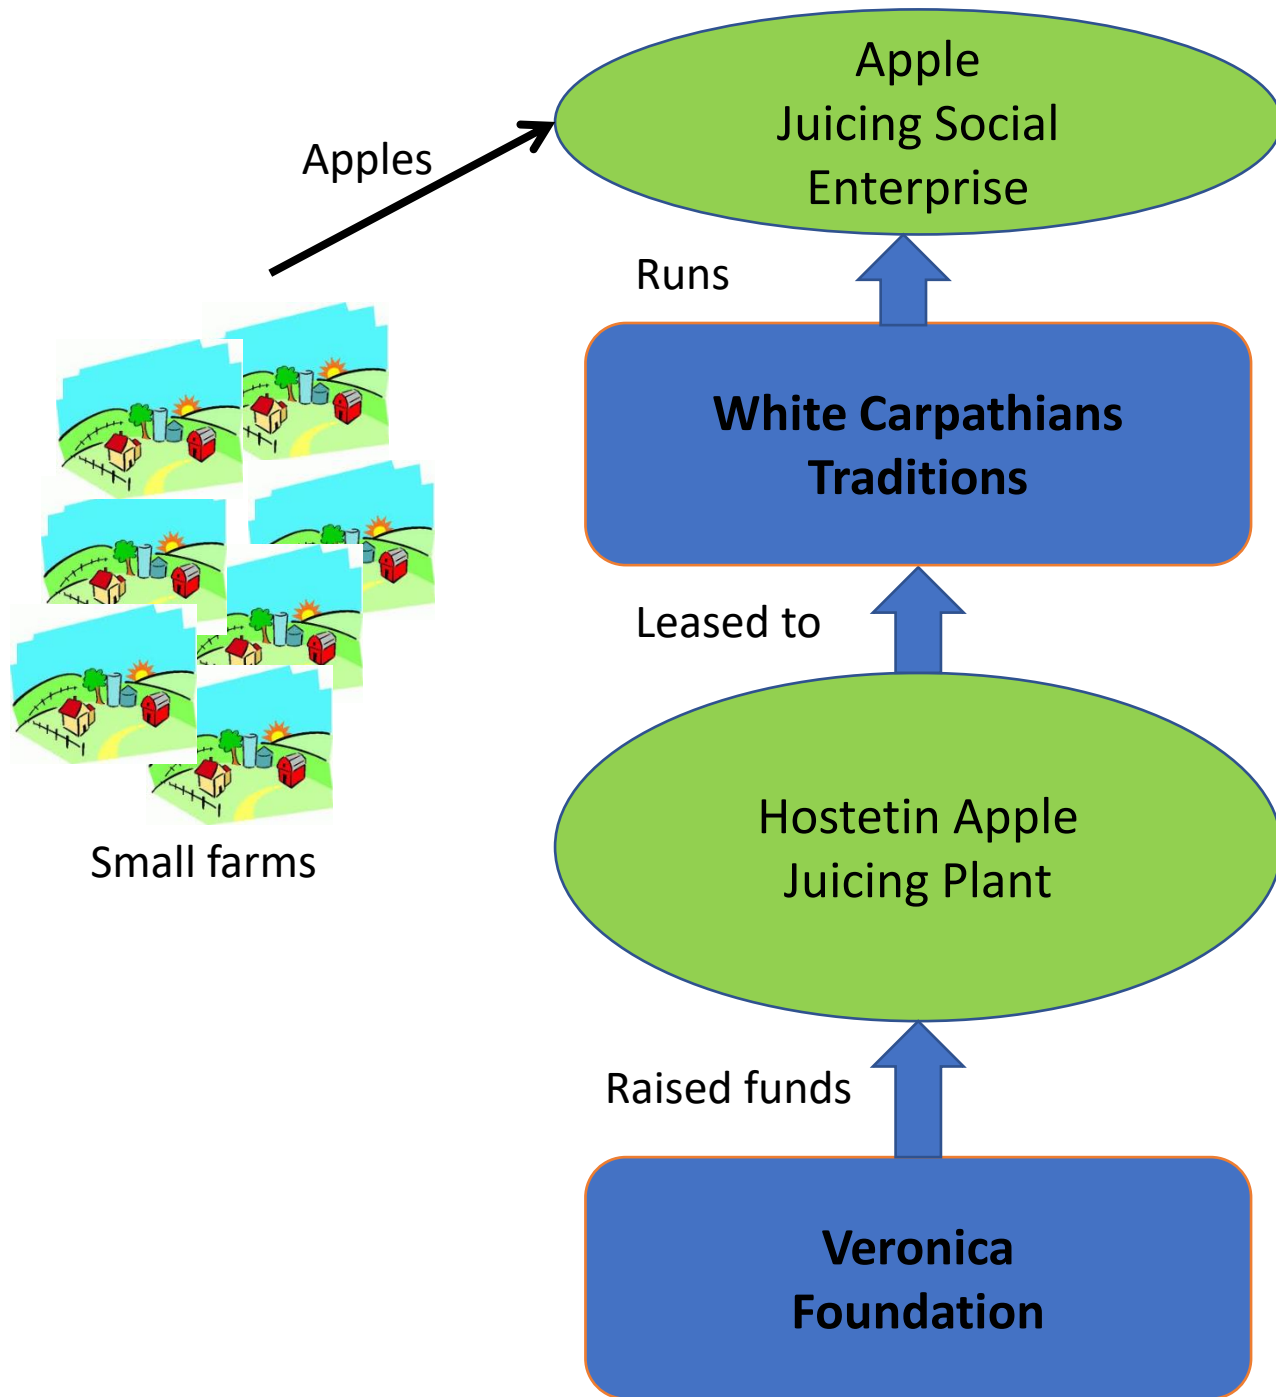 Apple
Juicing Social
Enterprise
Apples
Runs
White Carpathians
Traditions
Leased to
Hostetin Apple
Juicing Plant
Small farms
Raised funds
Veronica
Foundation